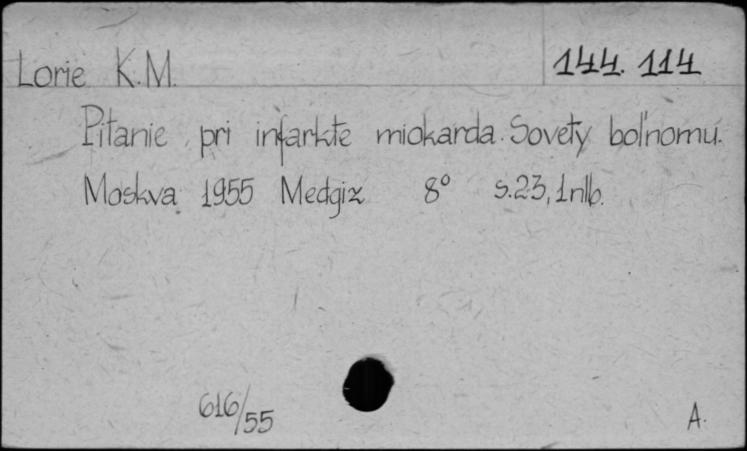 Lorie K.M. 144.114
Pitanie pri infarkte miokarda. Sovety bol'nomu.
Moskva 1955 Medgiz 8° s.23,1nlb.
616/55 A.